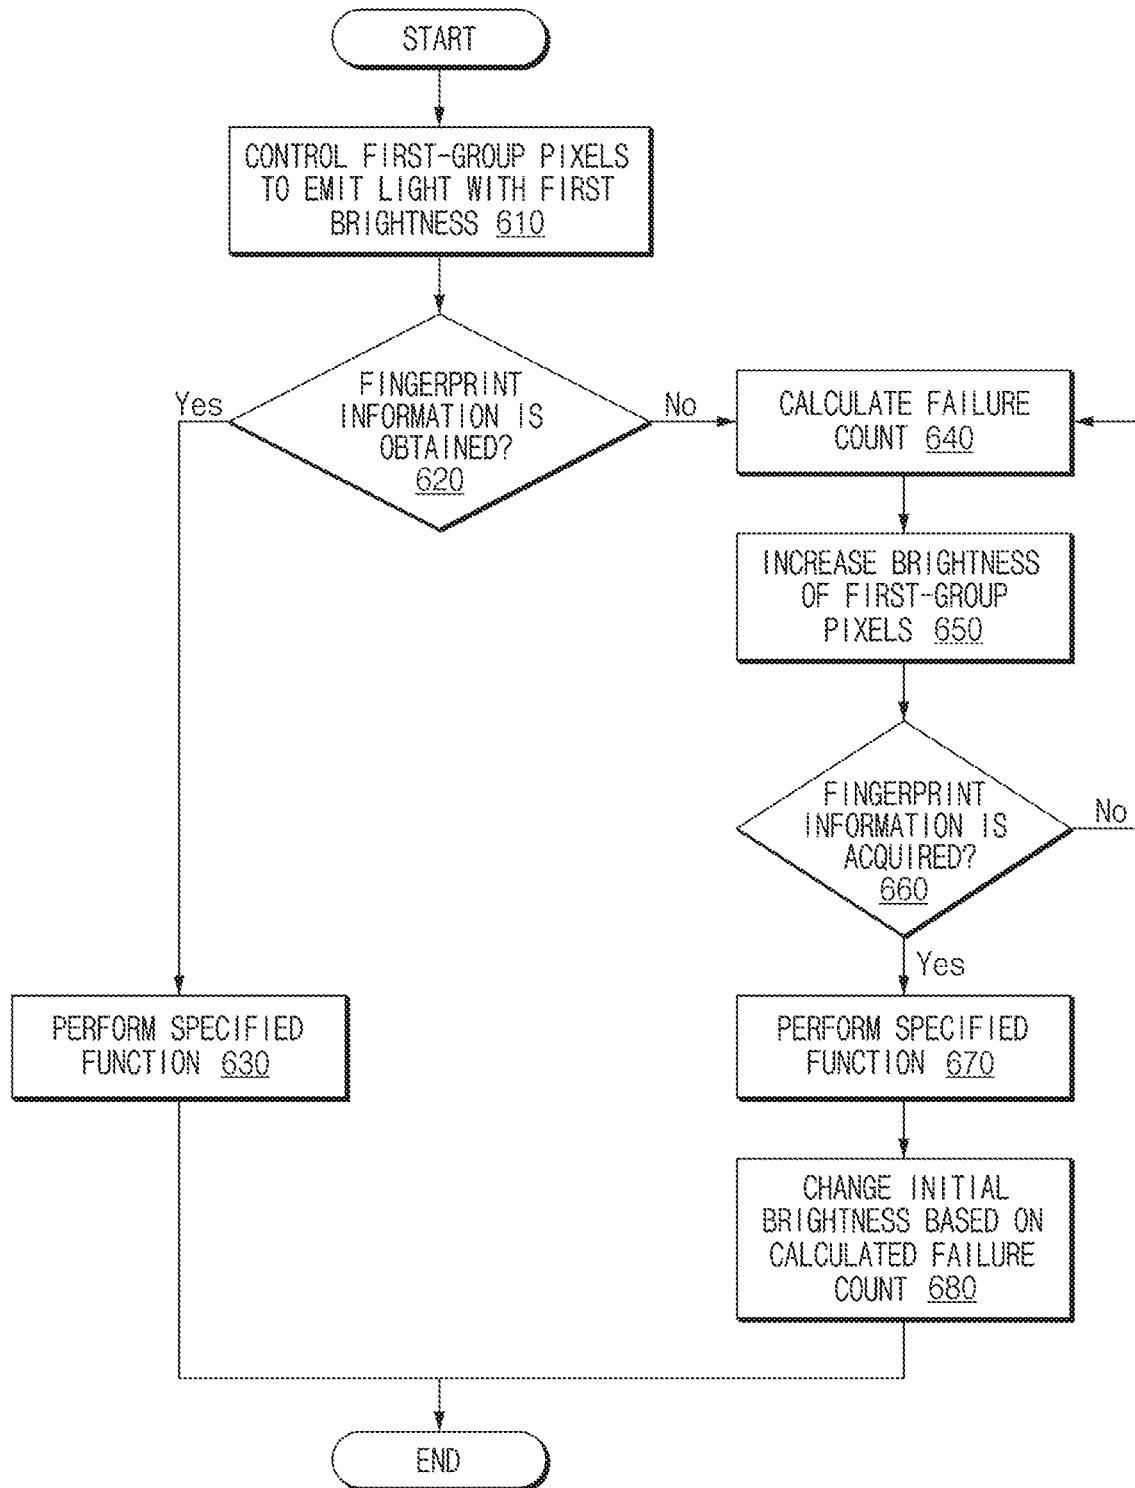 START
CONTROL FIRST-GROUP PIXELS
TO EMIT LIGHT WITH FIRST
BRIGHTNESS 610
FINGERPRINT
INFORMATION IS
OBTAINED?
620
Yes
No
CALCULATE FAILURE
COUNT 640
INCREASE BRIGHTNESS
OF FIRST-GROUP
PIXELS 650
FINGERPRINT
INFORMATION IS
ACQUIRED?
660
No
Yes
PERFORM SPECIFIED
FUNCTION 630
PERFORM SPECIFIED
FUNCTION 670
CHANGE INITIAL
BRIGHTNESS BASED ON
CALCULATED FAILURE
COUNT 680
END